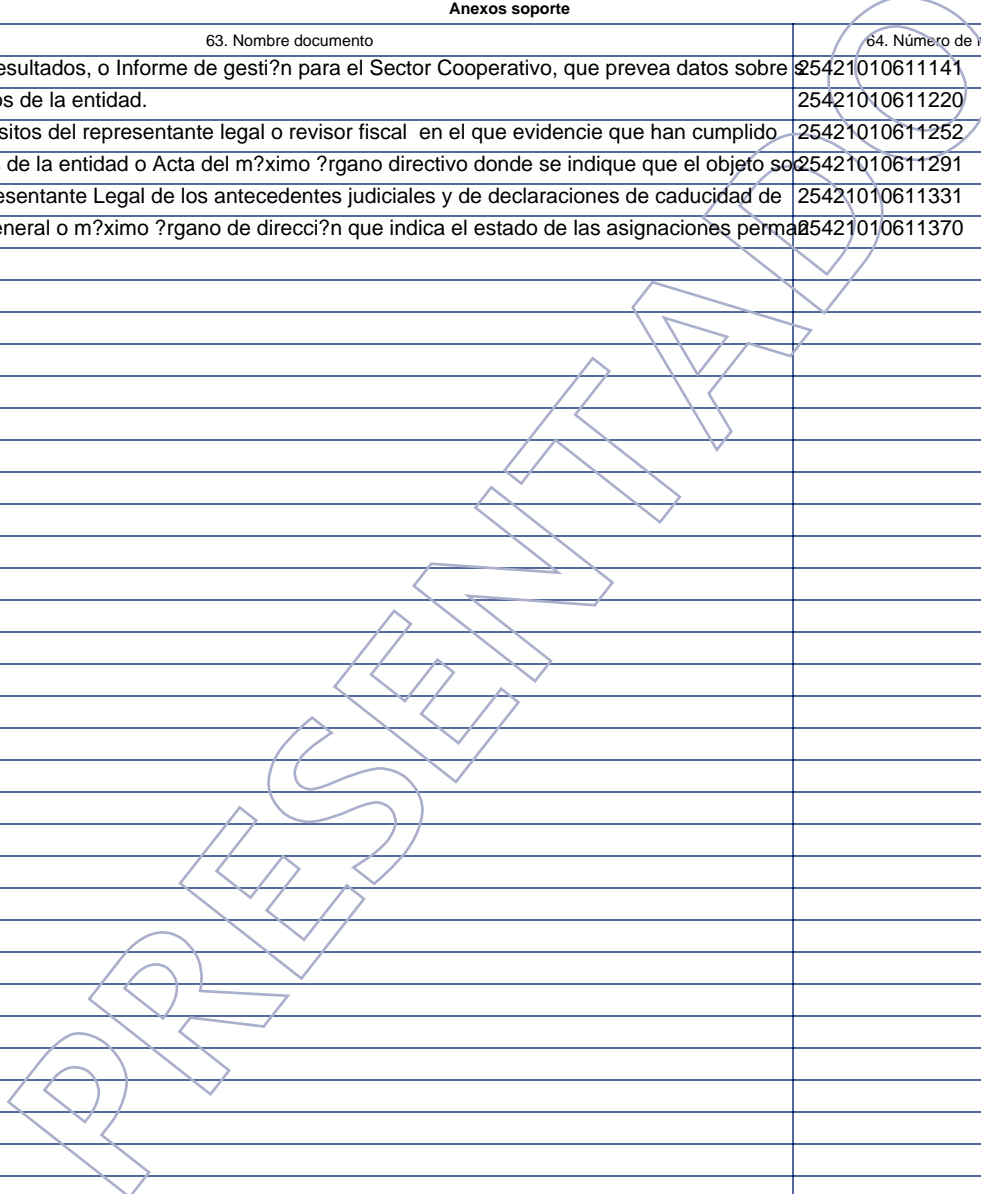 Anexos soporte
63. Nombre documento 64. Número de
esultados, o Informe de gesti?n para el Sector Cooperativo, que prevea datos sobre s 25421010611141
os de la entidad. 25421010611220
sitos del representante legal o revisor fiscal en el que evidencie que han cumplido 25421010611252
de la entidad o Acta del m?ximo ?rgano directivo donde se indique que el objeto soc 25421010611291
esentante Legal de los antecedentes judiciales y de declaraciones de caducidad de 25421010611331
eneral o m?ximo ?rgano de direcci?n que indica el estado de las asignaciones perman 25421010611370
PRESENTADO